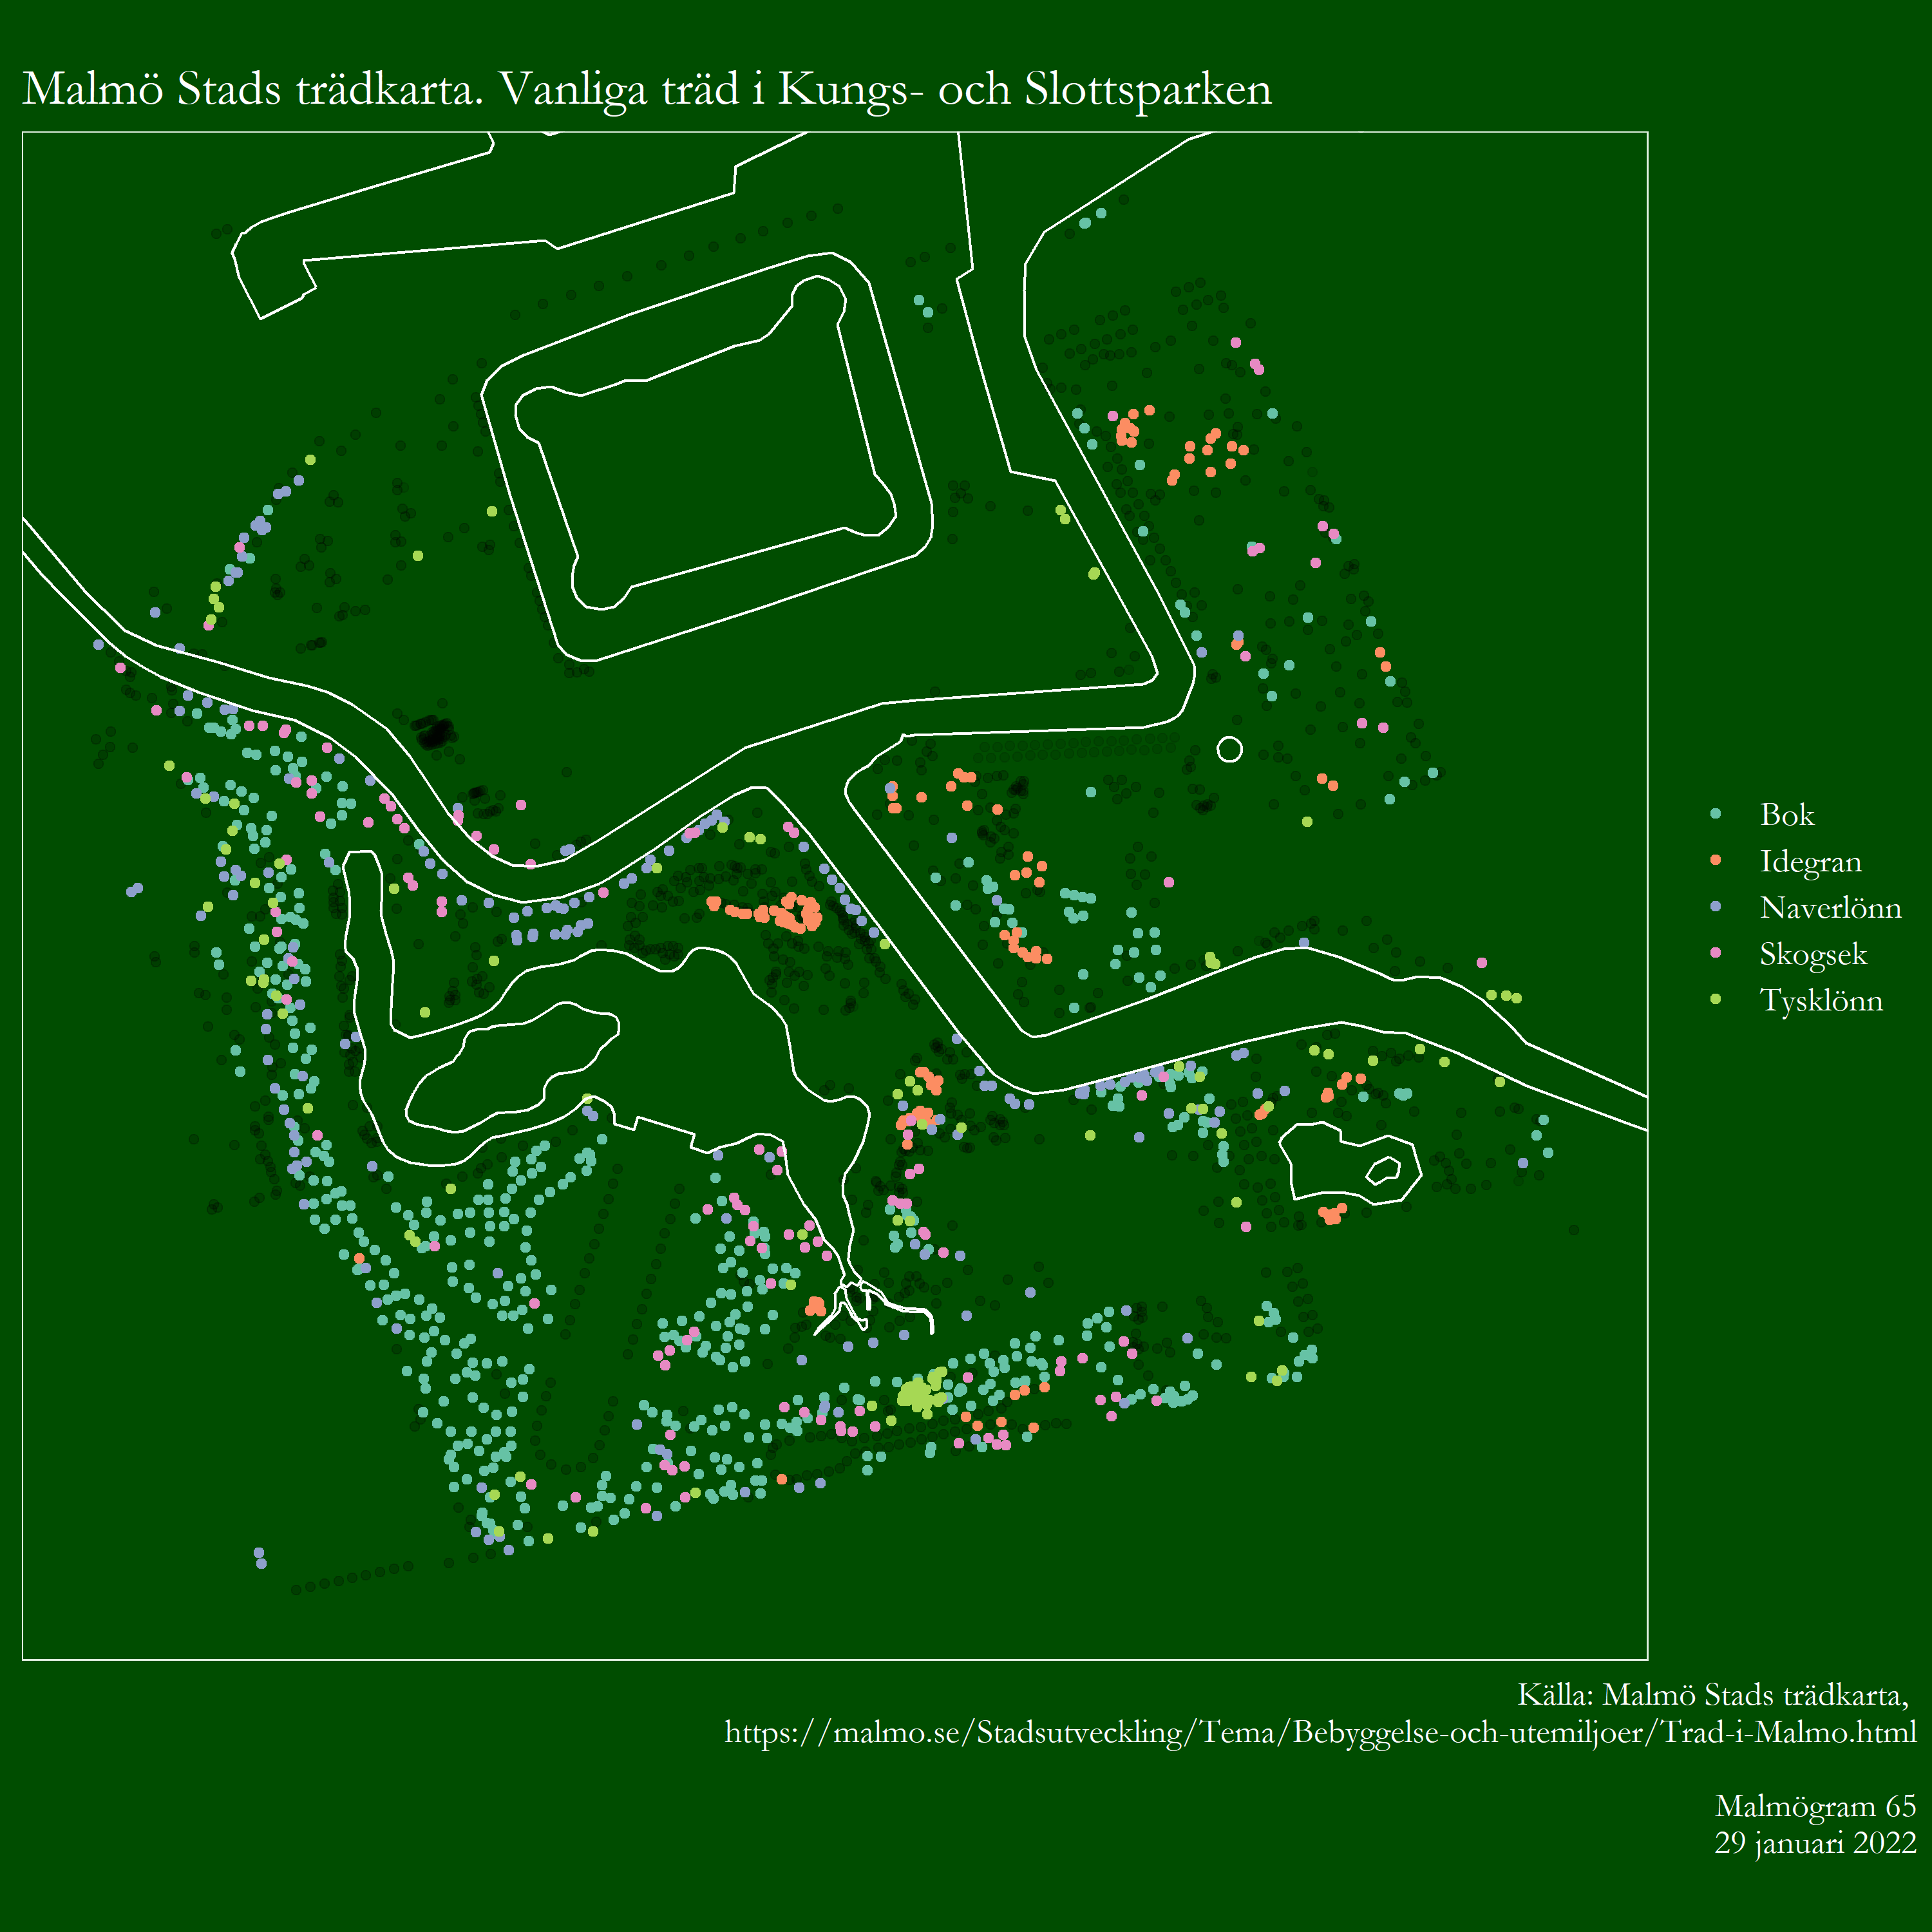 Malmö Stads trädkarta. Vanliga träd i Kungs- och Slottsparken
Bok
Idegran
Naverlönn
Skogsek
Tysklönn
Källa: Malmö Stads trädkarta,
https://malmo.se/Stadsutveckling/Tema/Bebyggelse-och-utemiljoer/Trad-i-Malmo.html
Malmögram 65
29 januari 2022